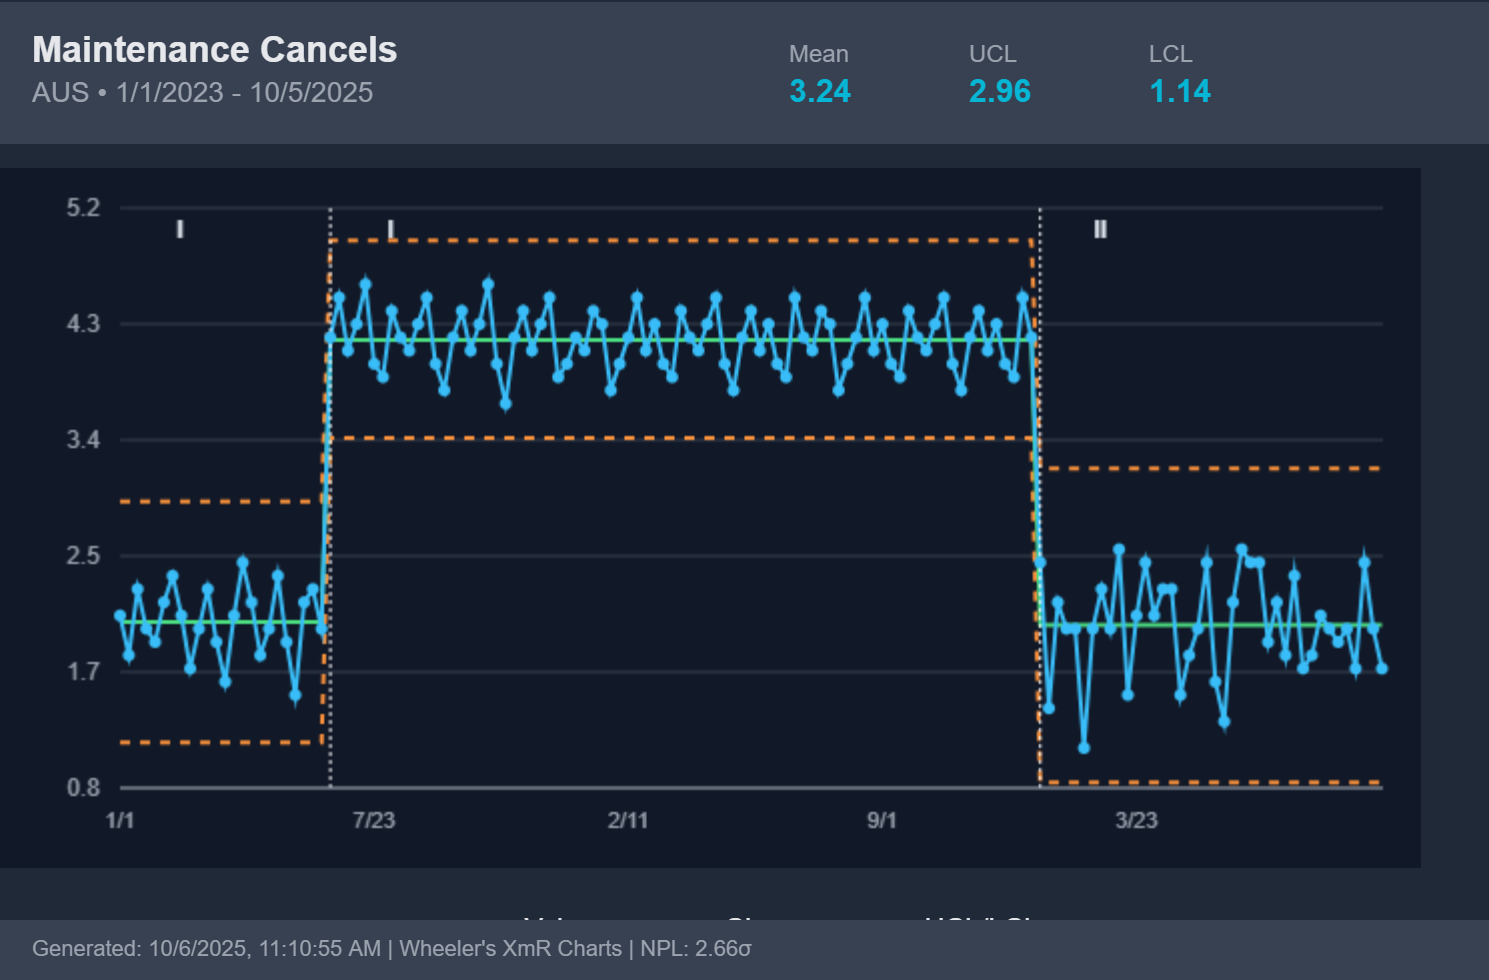 Maintenance Cancels
AUS • 1/1/2023 - 10/5/2025
Mean
3.24
UCL
2.96
LCL
1.14
5.2
4.3
3.4
2.5
1.7
0.8
I
I
II
1/1
7/23
2/11
9/1
3/23
Generated: 10/6/2025, 11:10:55 AM | Wheeler's XmR Charts | NPL: 2.66σ